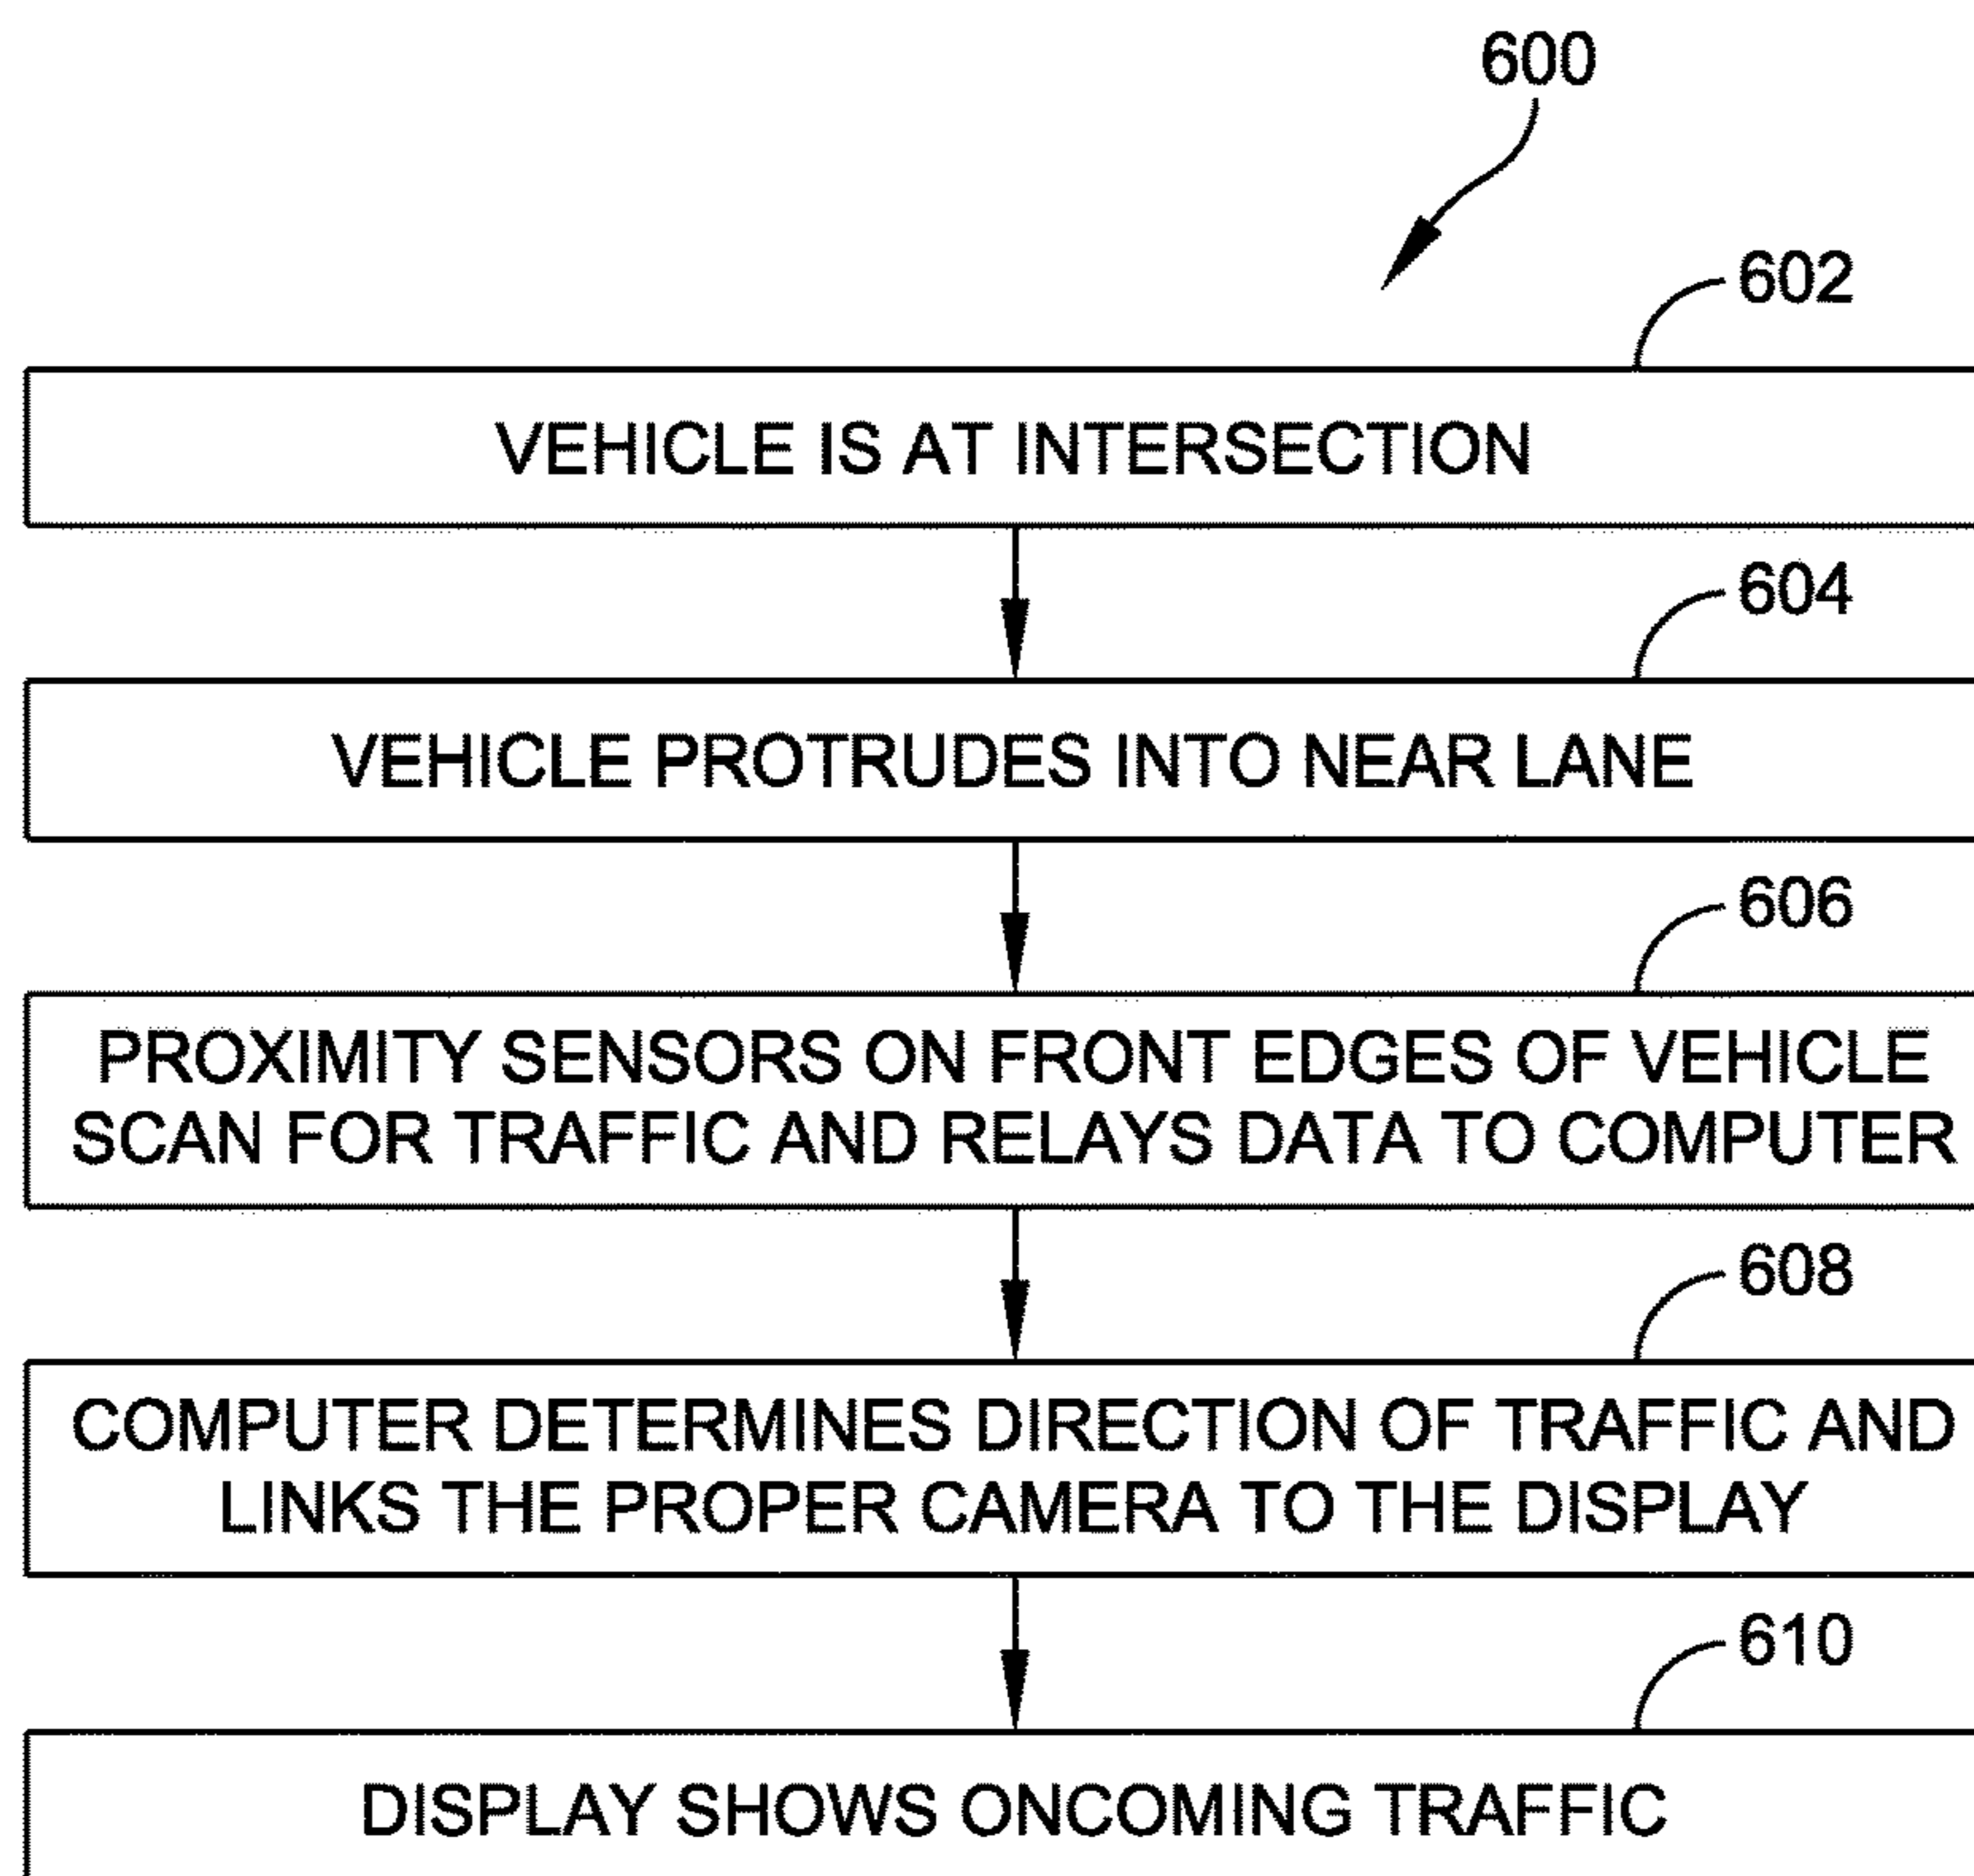 600
602
VEHICLE IS AT INTERSECTION
604
VEHICLE PROTRUDES INTO NEAR LANE
606
PROXIMITY SENSORS ON FRONT EDGES OF VEHICLE
SCAN FOR TRAFFIC AND RELAYS DATA TO COMPUTER
608
COMPUTER DETERMINES DIRECTION OF TRAFFIC AND
LINKS THE PROPER CAMERA TO THE DISPLAY
610
DISPLAY SHOWS ONCOMING TRAFFIC